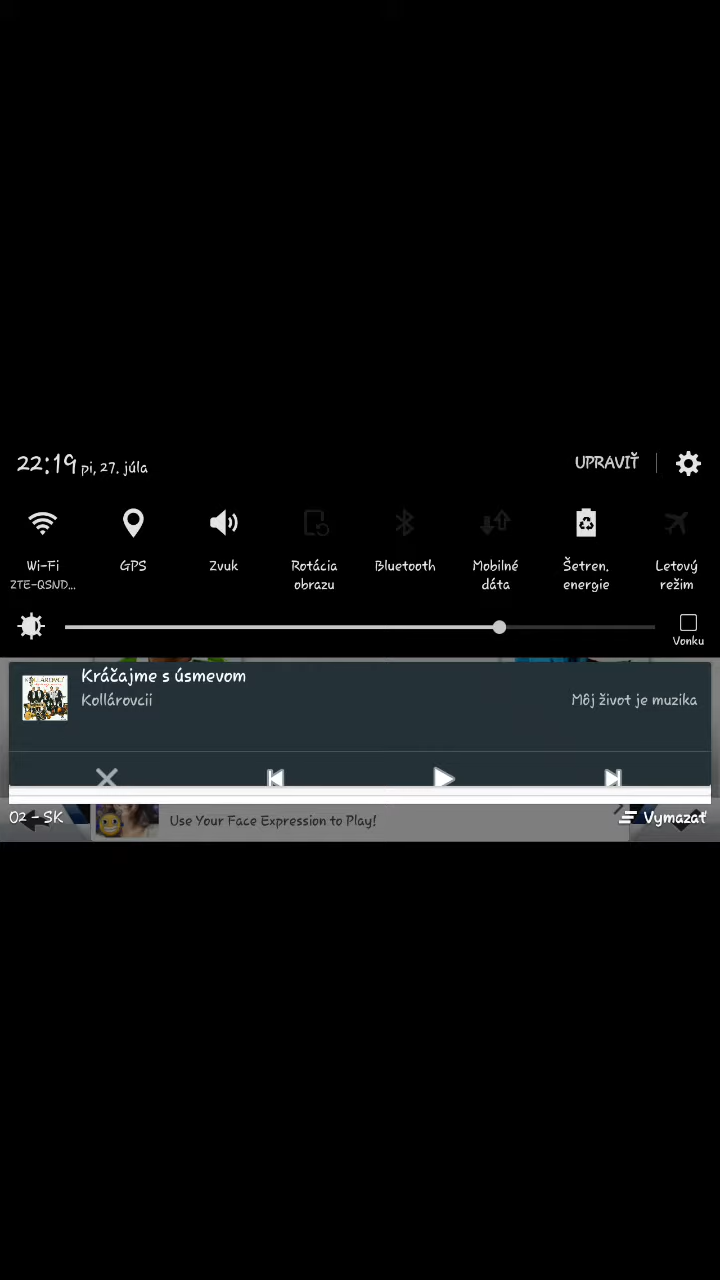 22:19 pi, 27. júla UPRAVIŤ
Wi-Fi GPS Zvuk Rotácia Bluetooth Mobilné Šetren. Letový
ZTE-QSND... obrazu dáta energie režim
Vonku
Kráčajme s úsmevom
Kollárovcii Môj život je muzika
O2 - SK Use Your Face Expression to Play! Vymazať